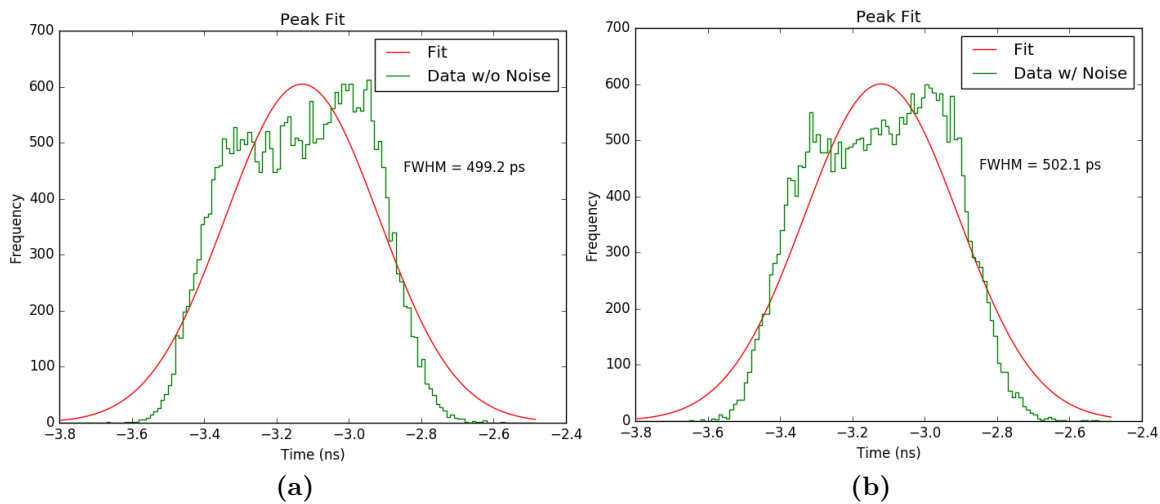 Peak Fit
700
600
500
400
300
200
100
0
Frequency
Fit
Data w/o Noise
FWHM = 499.2 ps
−3.8 −3.6 −3.4 −3.2 −3.0 −2.8 −2.6 −2.4
Time (ns)
(a)
Peak Fit
700
600
500
400
300
200
100
0
Frequency
Fit
Data w/ Noise
FWHM = 502.1 ps
−3.8 −3.6 −3.4 −3.2 −3.0 −2.8 −2.6 −2.4
Time (ns)
(b)